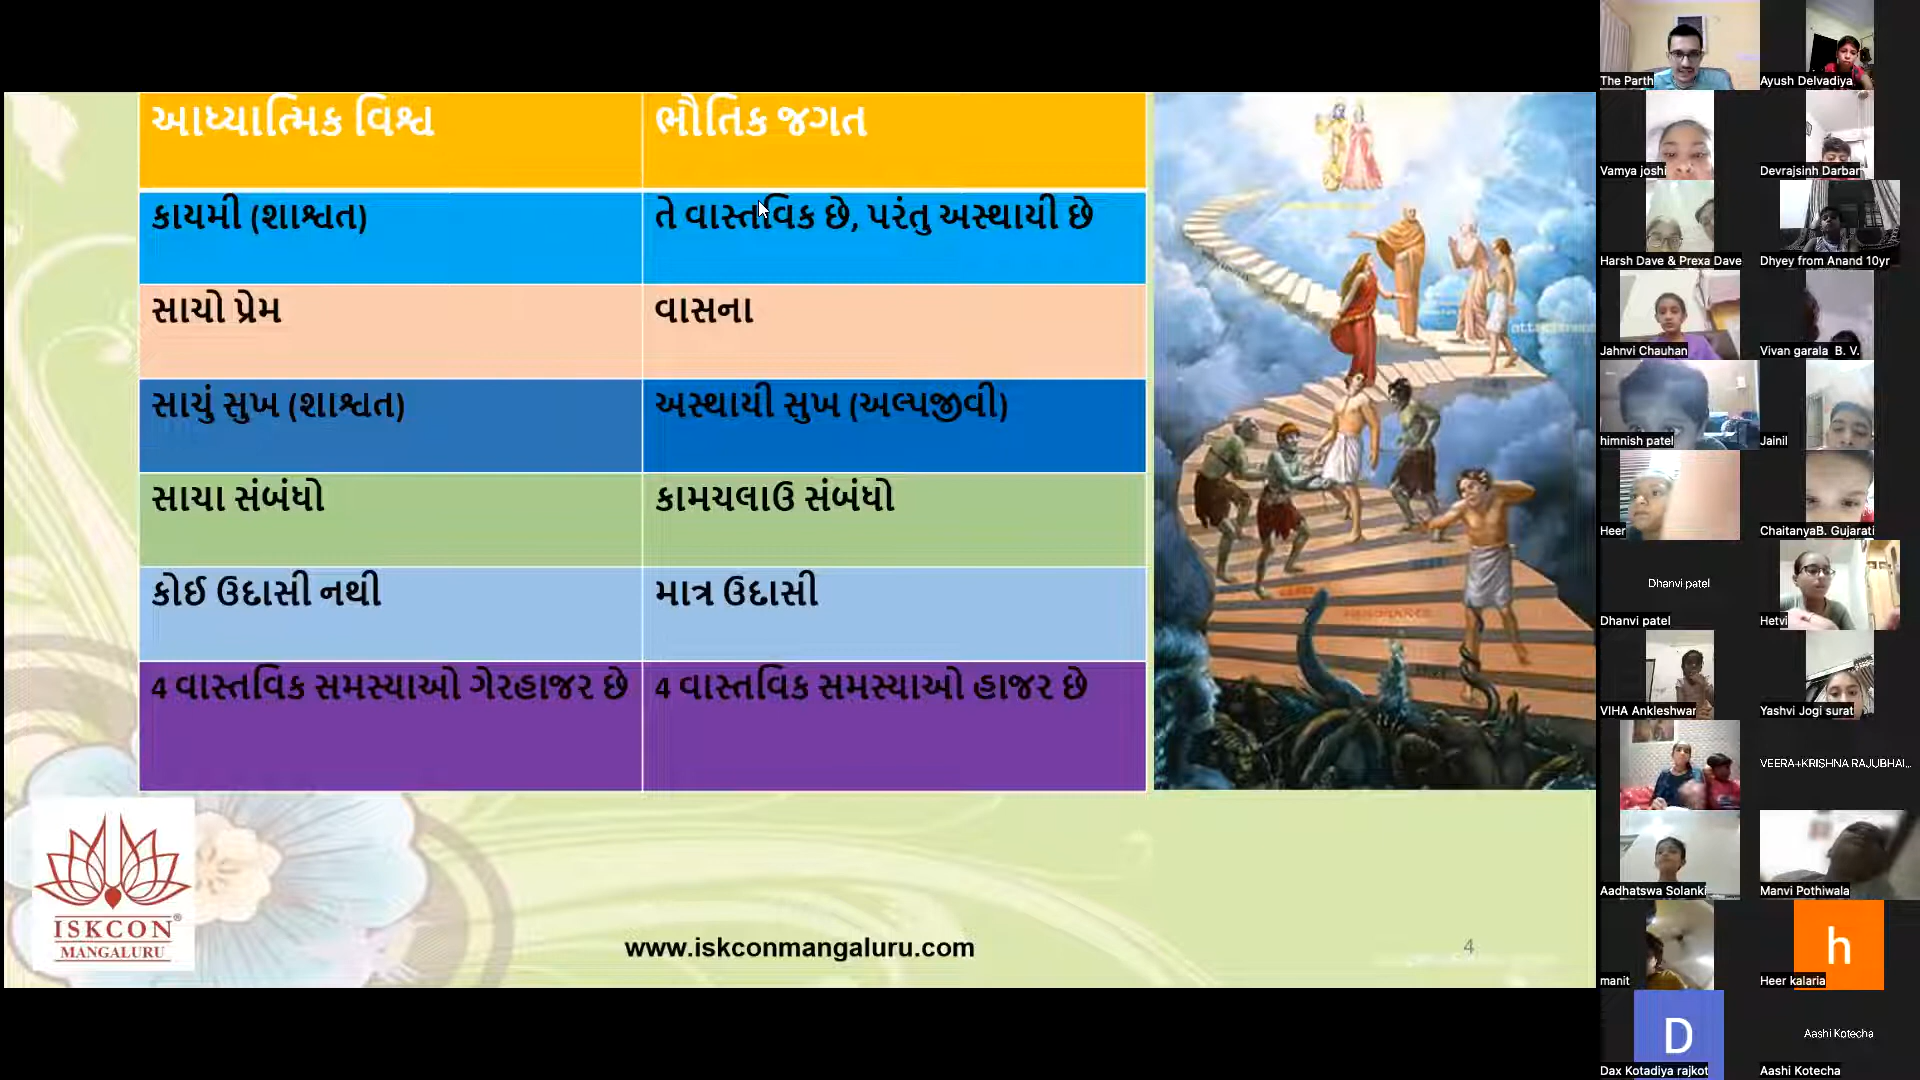 આધ્યાત્મિક વિશ્વ
ભૌતિક જગત
કાયમી (શાશ્વત)
તે વાસ્તવિક છે, પરંતુ અસ્થાયી છે
સાચો પ્રેમ
વાસના
સાચું સુખ (શાશ્વત)
અસ્થાયી સુખ (અલ્પજીવી)
સાચા સંબંધો
કામચલાઉ સંબંધો
કોઈ ઉદાસી નથી
માત્ર ઉદાસી
4 વાસ્તવિક સમસ્યાઓ ગેરહાજર છે
4 વાસ્તવિક સમસ્યાઓ હાજર છે
ISKCON®
MANGALURU
www.iskconmangaluru.com
4
The Parth
Ayush Delvadiya
Vamya joshi
Devrajsinh Darbar
Harsh Dave & Prexa Dave
Dhyey from Anand 10yr
Jahnvi Chauhan
Vivan garala B. V.
himnish patel
Jainil
Heer
ChaitanyaB. Gujarati
Dhanvi patel
Dhanvi patel
Hetvi
VIHA Ankleshwar
Yashvi Jogi surat
VEERA+KRISHNA RAJUBHAI...
Aadhatswa Solanki
Manvi Pothiwala
manit
h
Heer kalaria
D
Dax Kotadiya rajkot
Aashi Kotecha
Aashi Kotecha